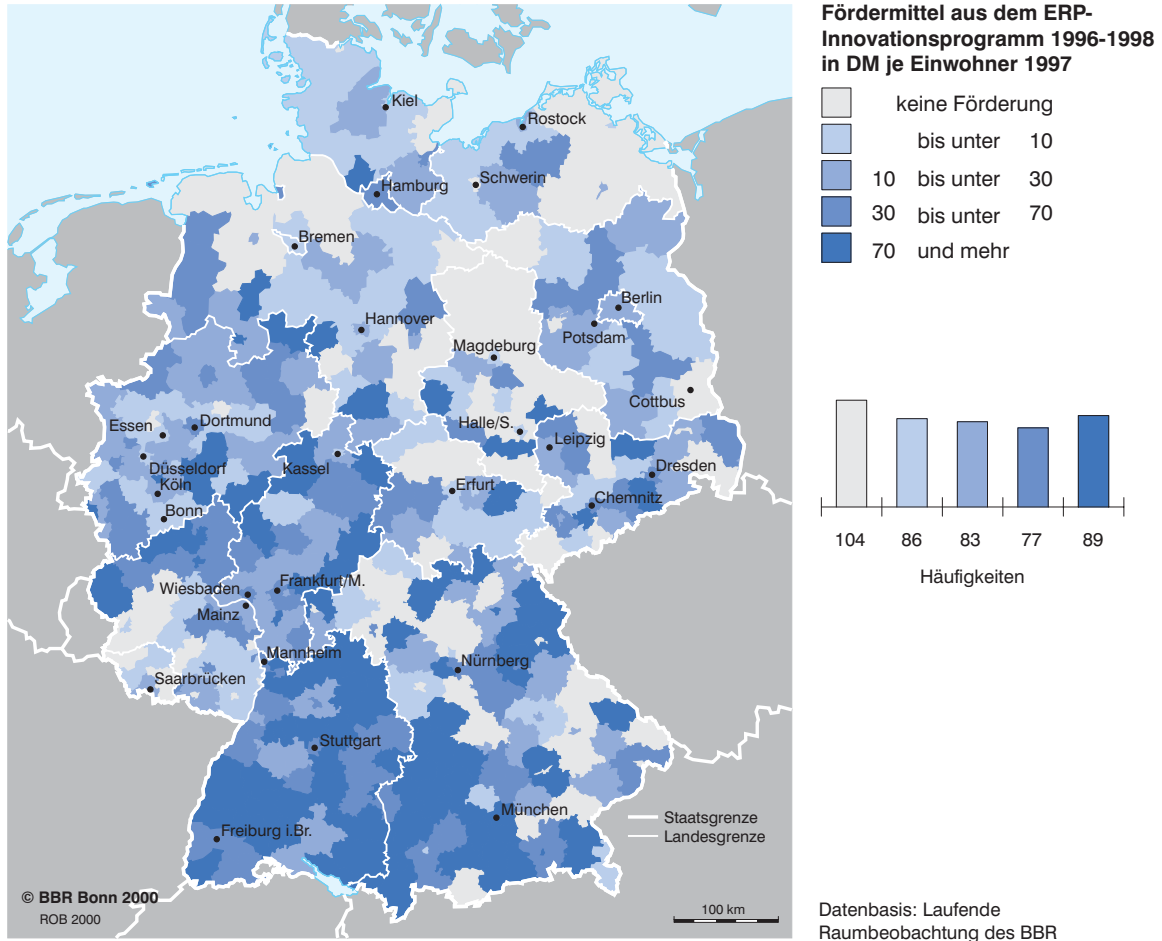 Fördermittel aus dem ERP-
Innovationsprogramm 1996-1998
in DM je Einwohner 1997
keine Förderung
bis unter 10
10 bis unter 30
30 bis unter 70
70 und mehr
104 86 83 77 89
Häufigkeiten
Kiel
Rostock
Hamburg
Schwerin
Bremen
Berlin
Hannover
Potsdam
Magdeburg
Cottbus
Essen
Dortmund
Halle/S.
Leipzig
Düsseldorf
Kassel
Dresden
Köln
Erfurt
Chemnitz
Bonn
Wiesbaden
Frankfurt/M.
Mainz
Mannheim
Nürnberg
Saarbrücken
Stuttgart
München
Freiburg i.Br.
Staatsgrenze
Landesgrenze
© BBR Bonn 2000
ROB 2000
100 km
Datenbasis: Laufende
Raumbeobachtung des BBR